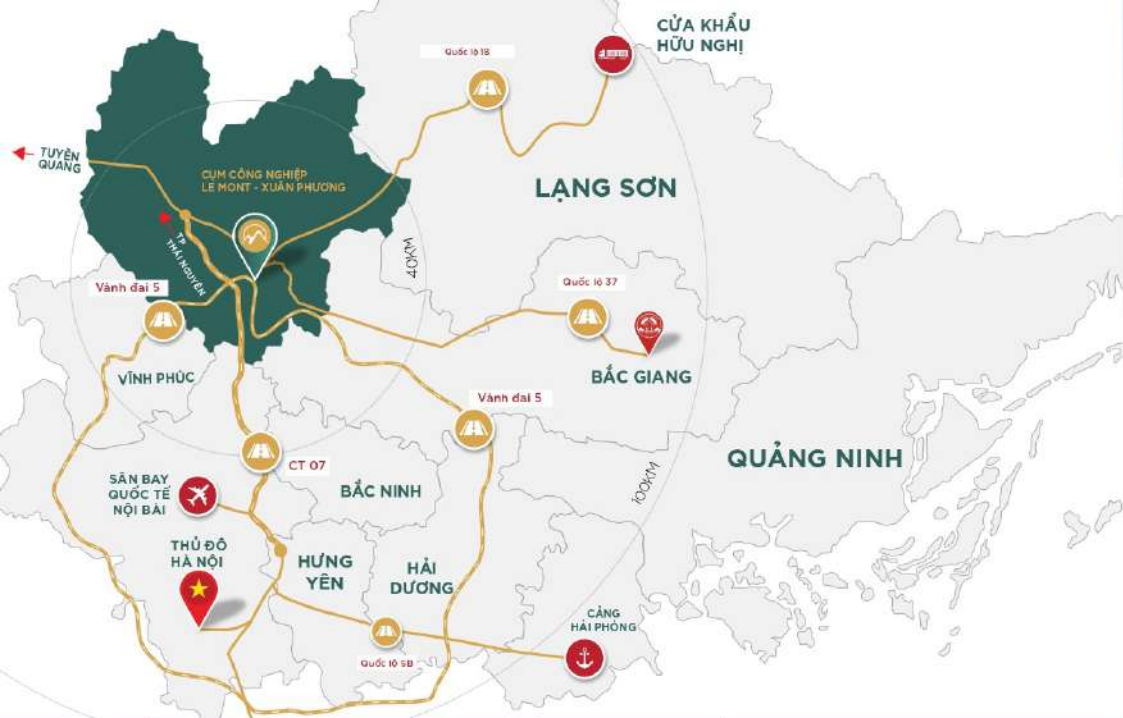 CỬA KHẨU
HỮU NGHỊ
Quốc lộ 1B
TUYÊN
QUANG
CỤM CÔNG NGHIỆP
LE MONT - XUÂN PHƯƠNG
LẠNG SƠN
TP
THÁI NGUYÊN
40KM
Vành đai 5
Quốc lộ 37
VĨNH PHÚC
BẮC GIANG
Vành đai 5
CT 07
QUẢNG NINH
100KM
SÂN BAY
QUỐC TẾ
NỘI BÀI
BẮC NINH
THỦ ĐÔ
HÀ NỘI
HƯNG
YÊN
HẢI
DƯƠNG
CẢNG
HẢI PHÒNG
Quốc lộ 5B